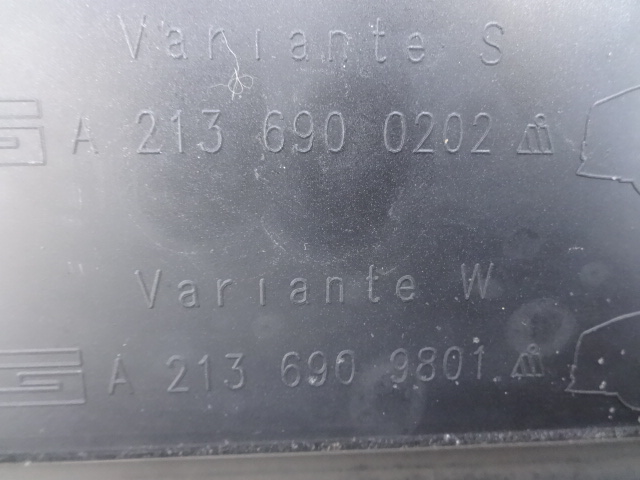 Variante S
A 213 690 0202
Variante W
A 213 690 9801